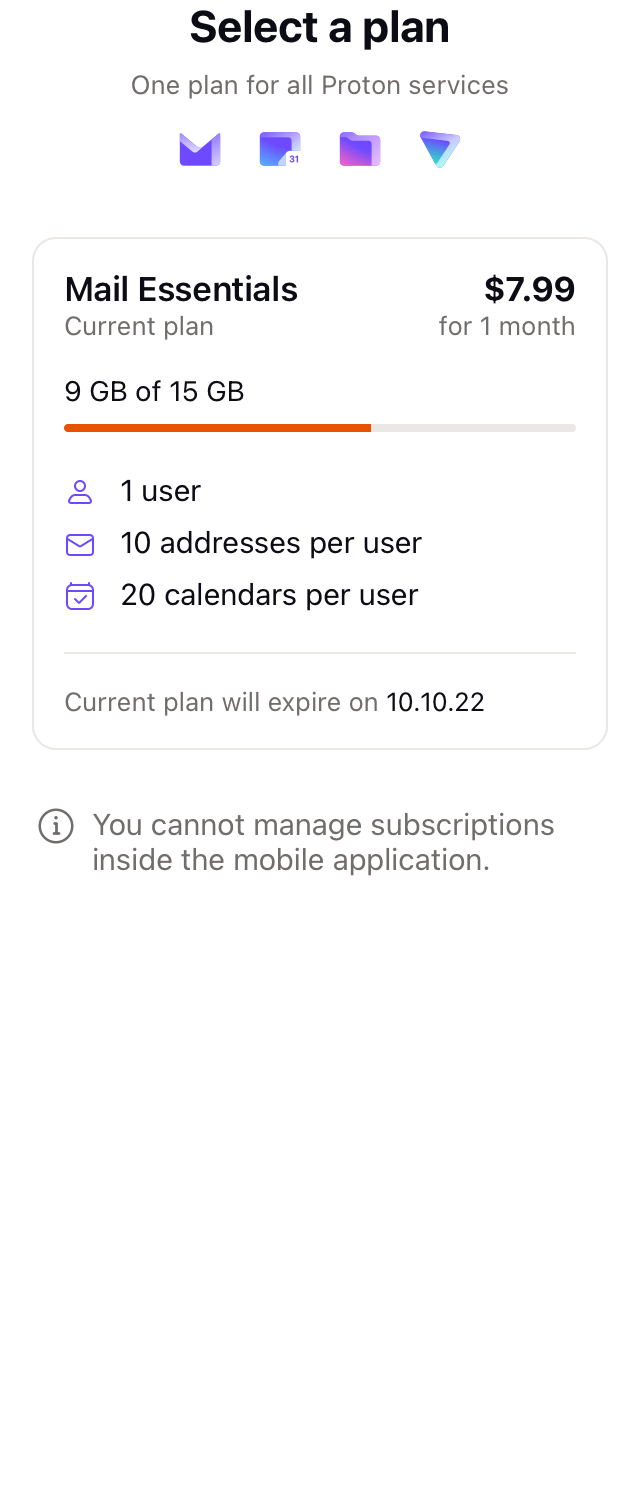 Select a plan
One plan for all Proton services
31
Mail Essentials
$7.99
Current plan
for 1 month
9 GB of 15 GB
1 user
10 addresses per user
20 calendars per user
Current plan will expire on 10.10.22
You cannot manage subscriptions
inside the mobile application.